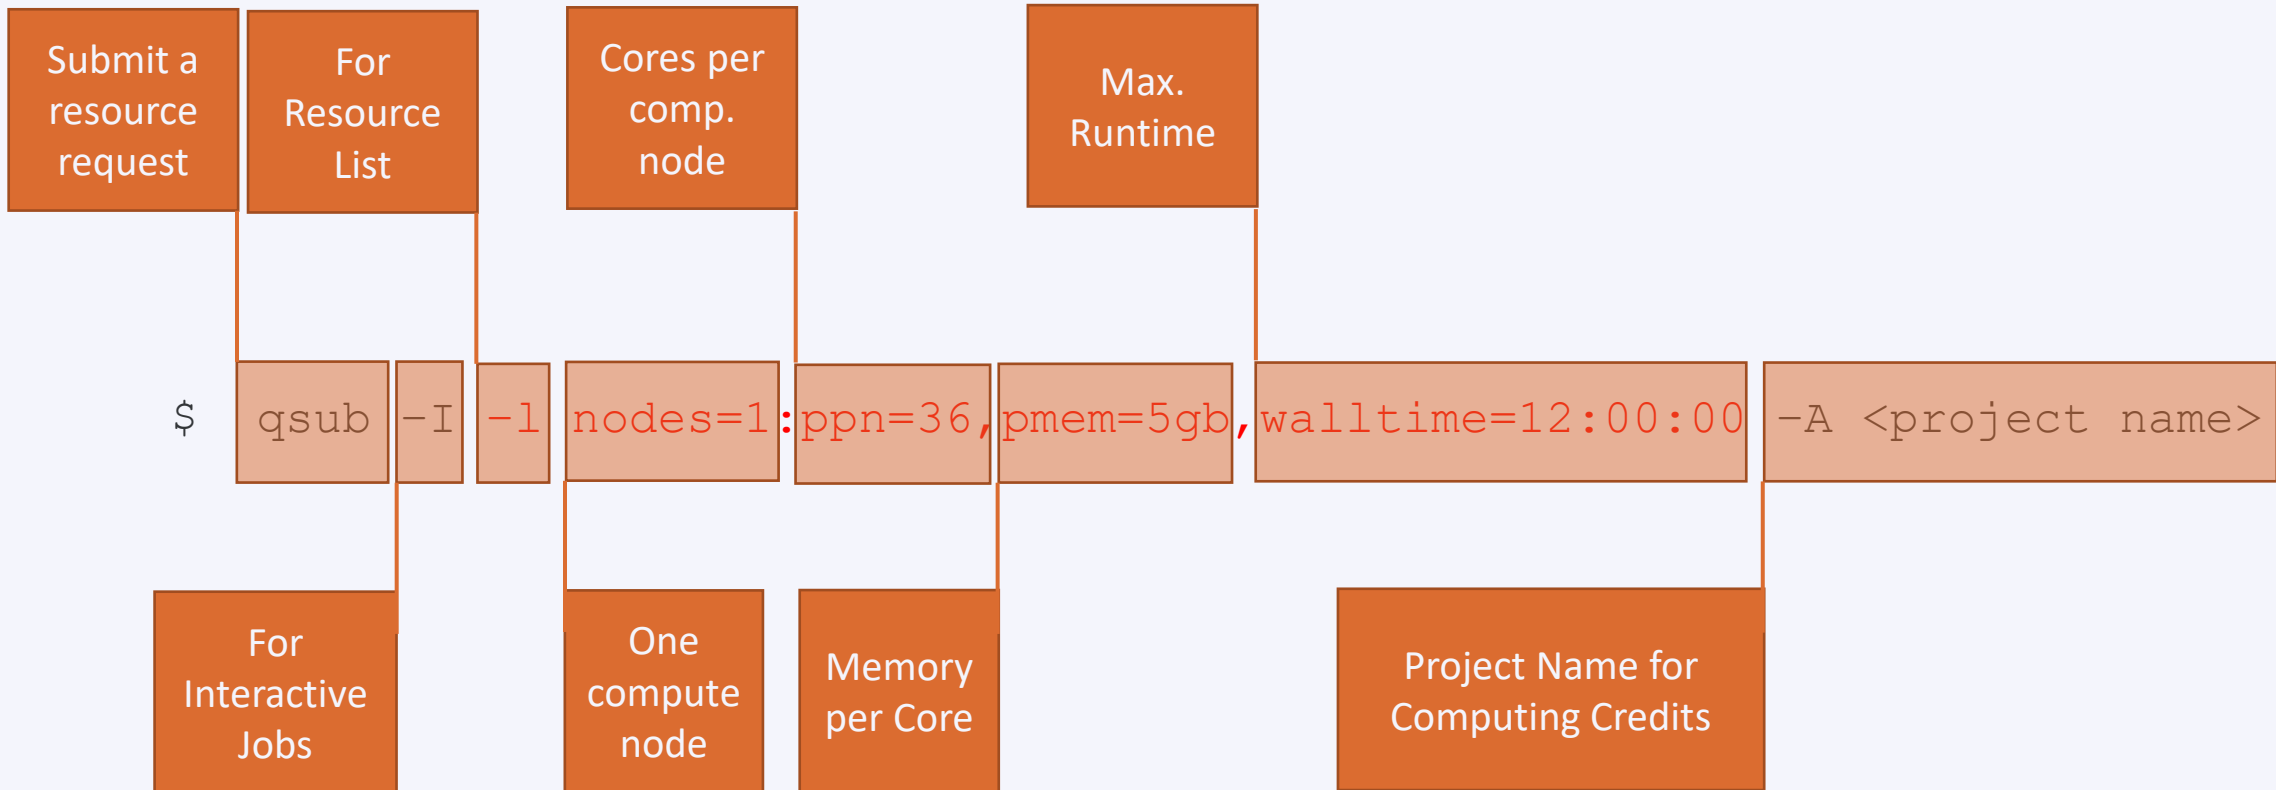 Submit a
resource
request
For
Resource
List
Cores per
comp.
node
Max.
Runtime
$ qsub -I -l nodes=1:ppn=36,pmem=5gb,walltime=12:00:00 -A <project name>
For
Interactive
Jobs
One
compute
node
Memory
per Core
Project Name for
Computing Credits